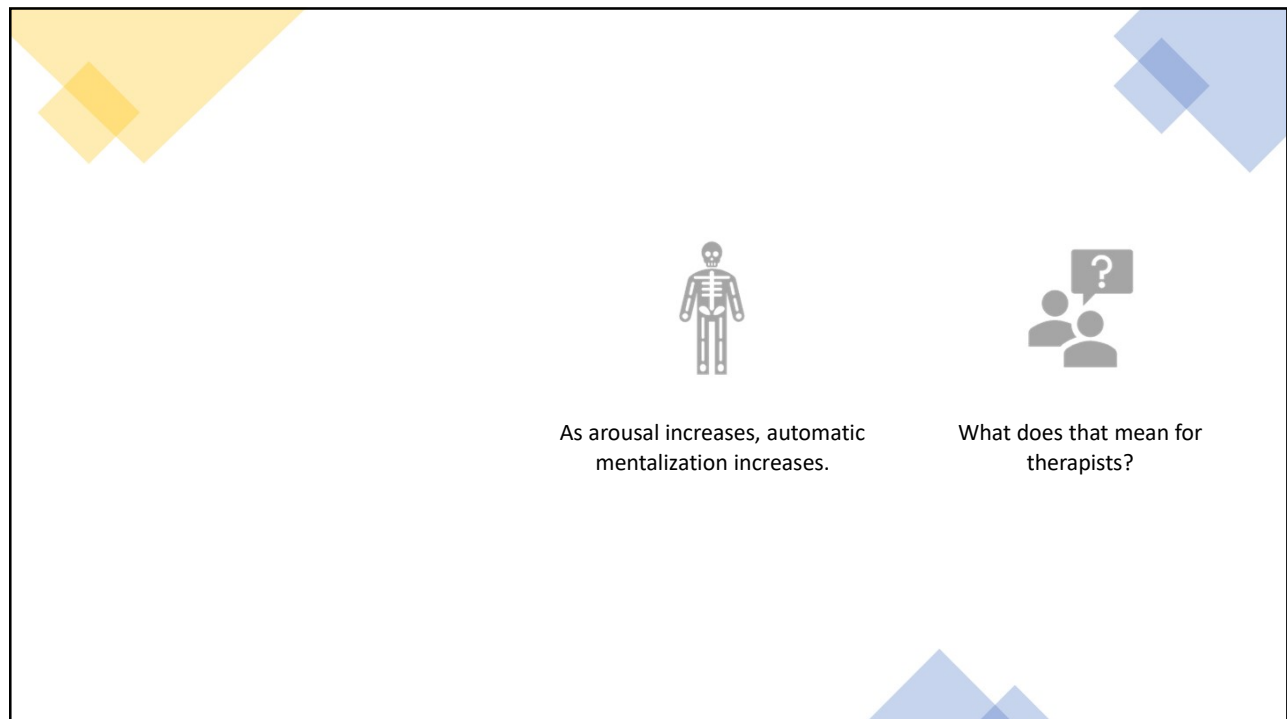 As arousal increases, automatic
mentalization increases.
?
What does that mean for
therapists?